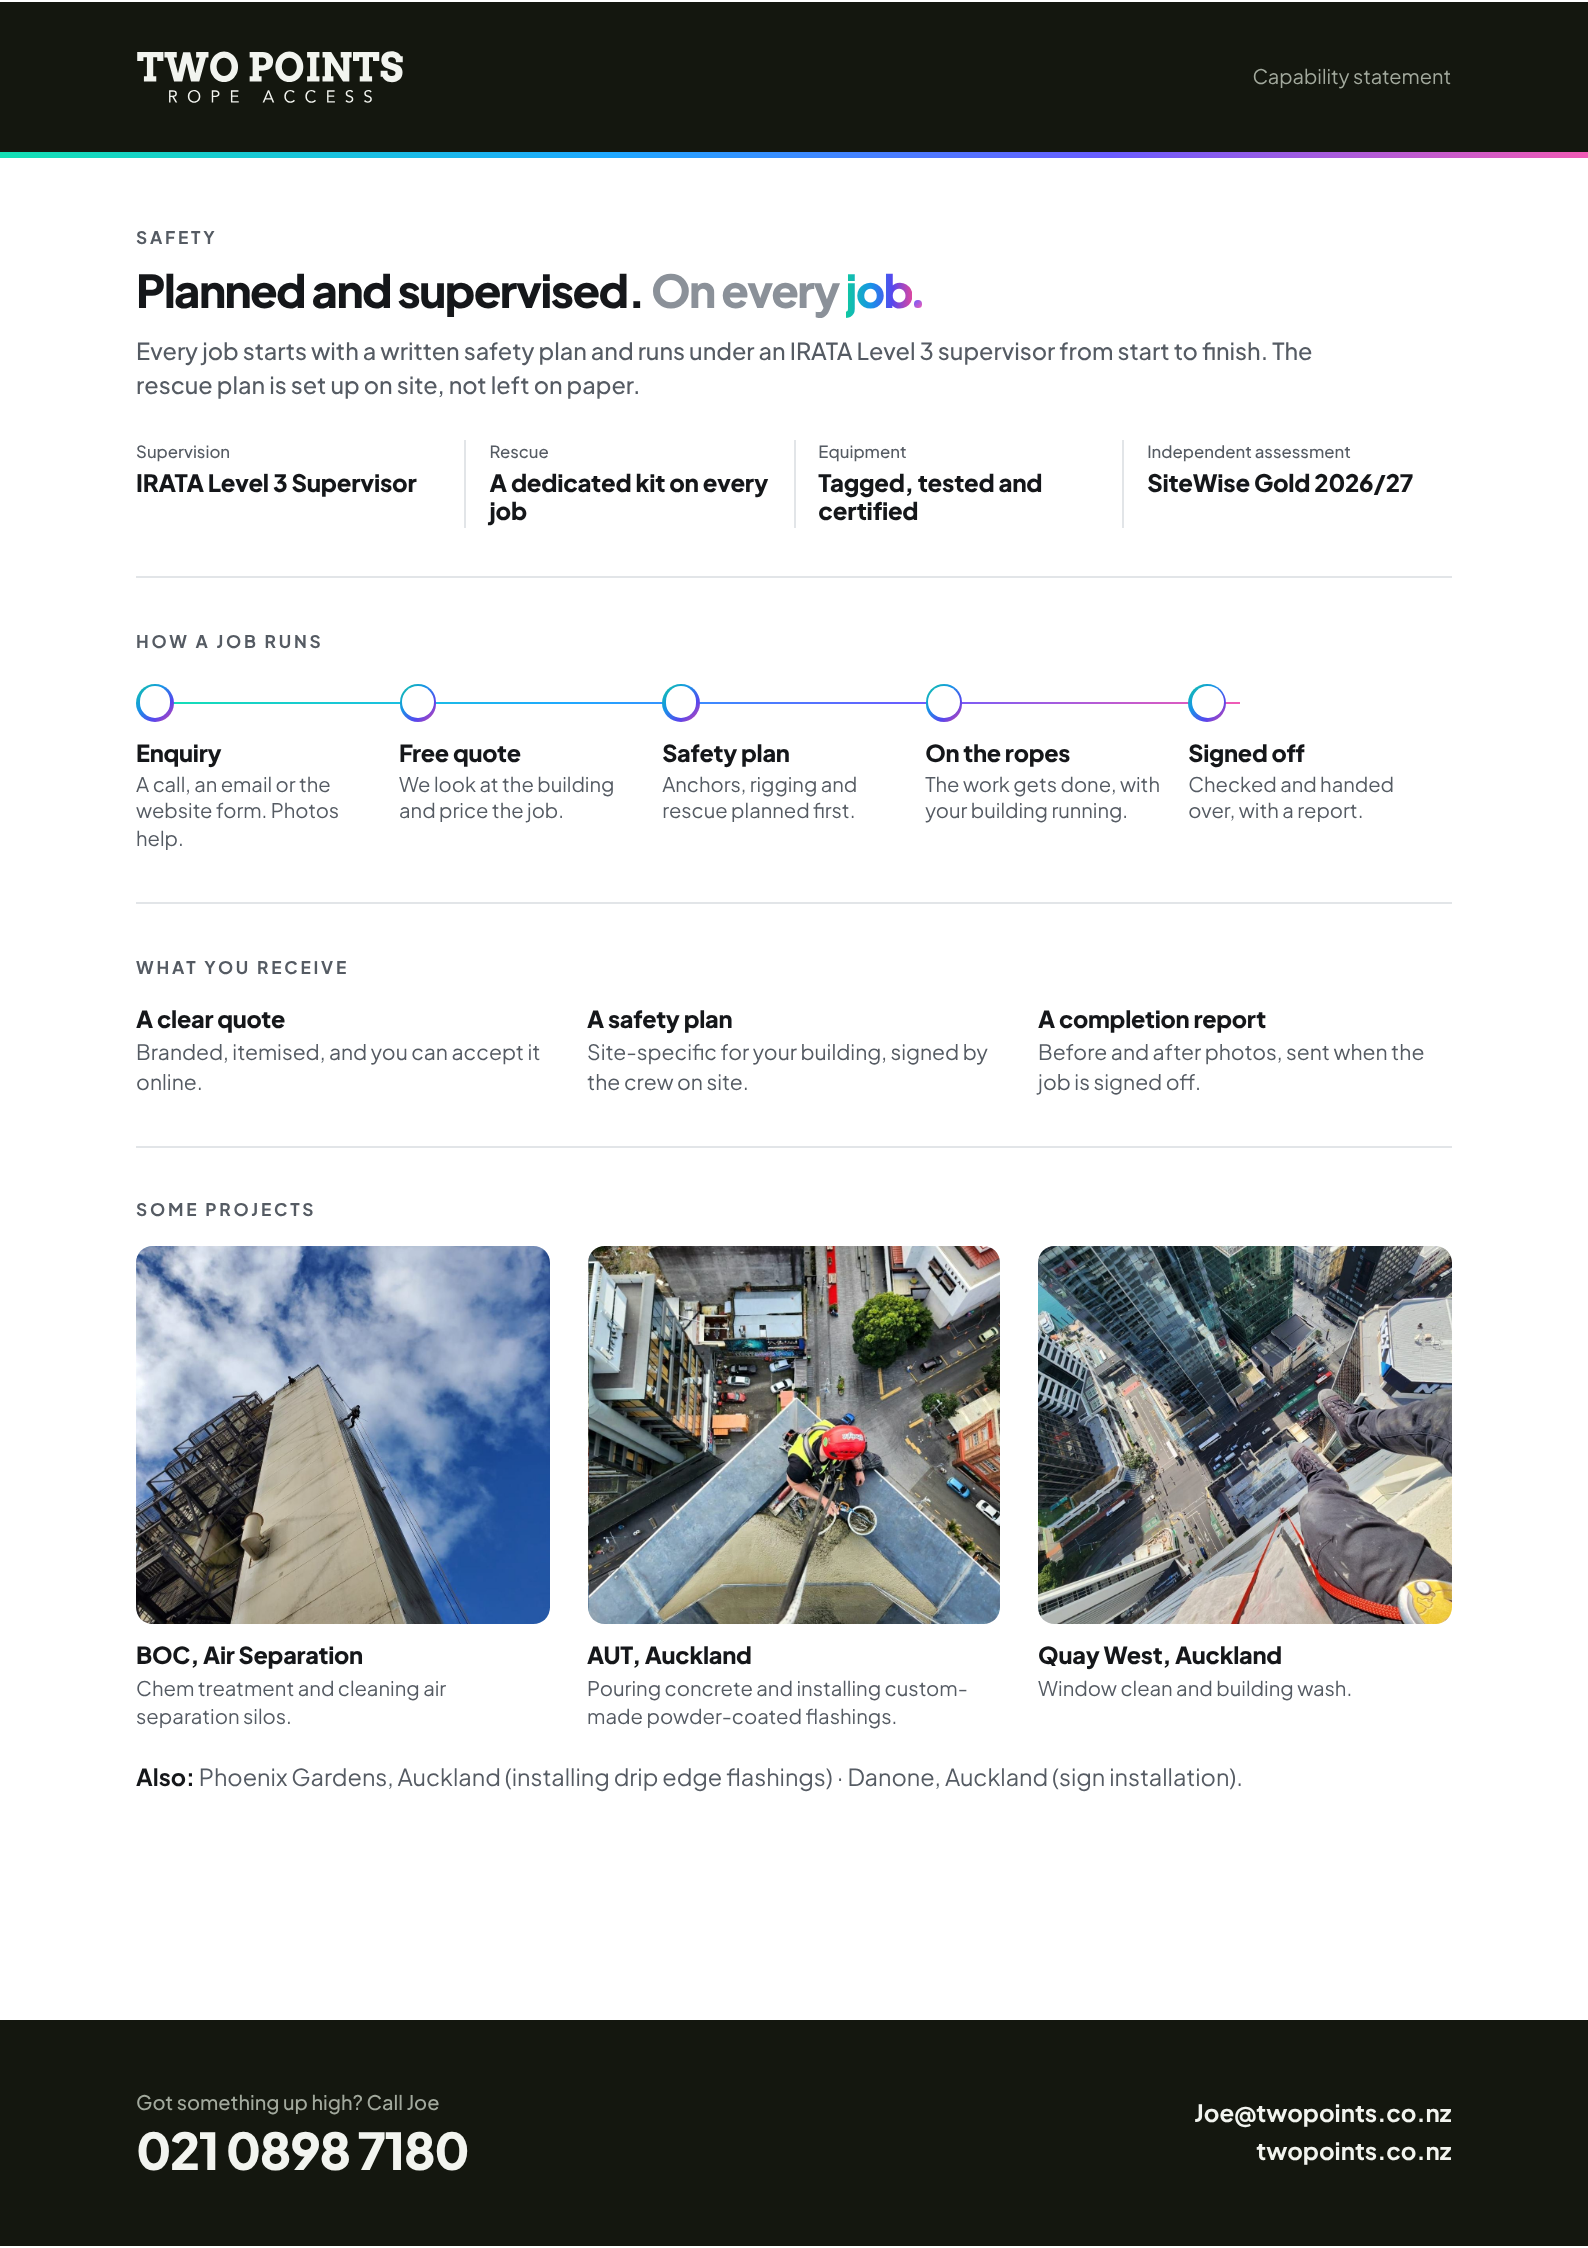 TWO POINTS
ROPE ACCESS
Capability statement
SAFETY
Planned and supervised. On every job.
Every job starts with a written safety plan and runs under an IRATA Level 3 supervisor from start to finish. The
rescue plan is set up on site, not left on paper.
Supervision
IRATA Level 3 Supervisor
Rescue
A dedicated kit on every
job
Equipment
Tagged, tested and
certified
Independent assessment
SiteWise Gold 2026/27
HOW A JOB RUNS
Enquiry
A call, an email or the
website form. Photos
help.
Free quote
We look at the building
and price the job.
Safety plan
Anchors, rigging and
rescue planned first.
On the ropes
The work gets done, with
your building running.
Signed off
Checked and handed
over, with a report.
WHAT YOU RECEIVE
A clear quote
Branded, itemised, and you can accept it
online.
A safety plan
Site-specific for your building, signed by
the crew on site.
A completion report
Before and after photos, sent when the
job is signed off.
SOME PROJECTS
BOC, Air Separation
Chem treatment and cleaning air
separation silos.
AUT, Auckland
Pouring concrete and installing custom-
made powder-coated flashings.
Quay West, Auckland
Window clean and building wash.
Also: Phoenix Gardens, Auckland (installing drip edge flashings) · Danone, Auckland (sign installation).
Got something up high? Call Joe
021 0898 7180
Joe@twopoints.co.nz
twopoints.co.nz